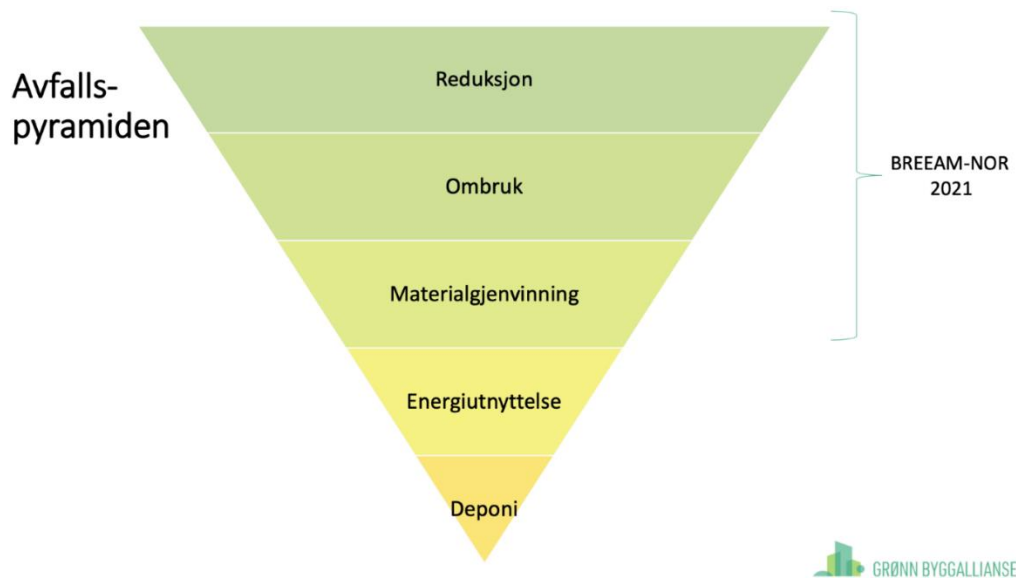 Avfalls-
pyramiden
Reduksjon
Ombruk
Materialgjenvinning
Energiutnyttelse
Deponi
BREEAM-NOR
2021
GRØNN BYGGALLIANSE